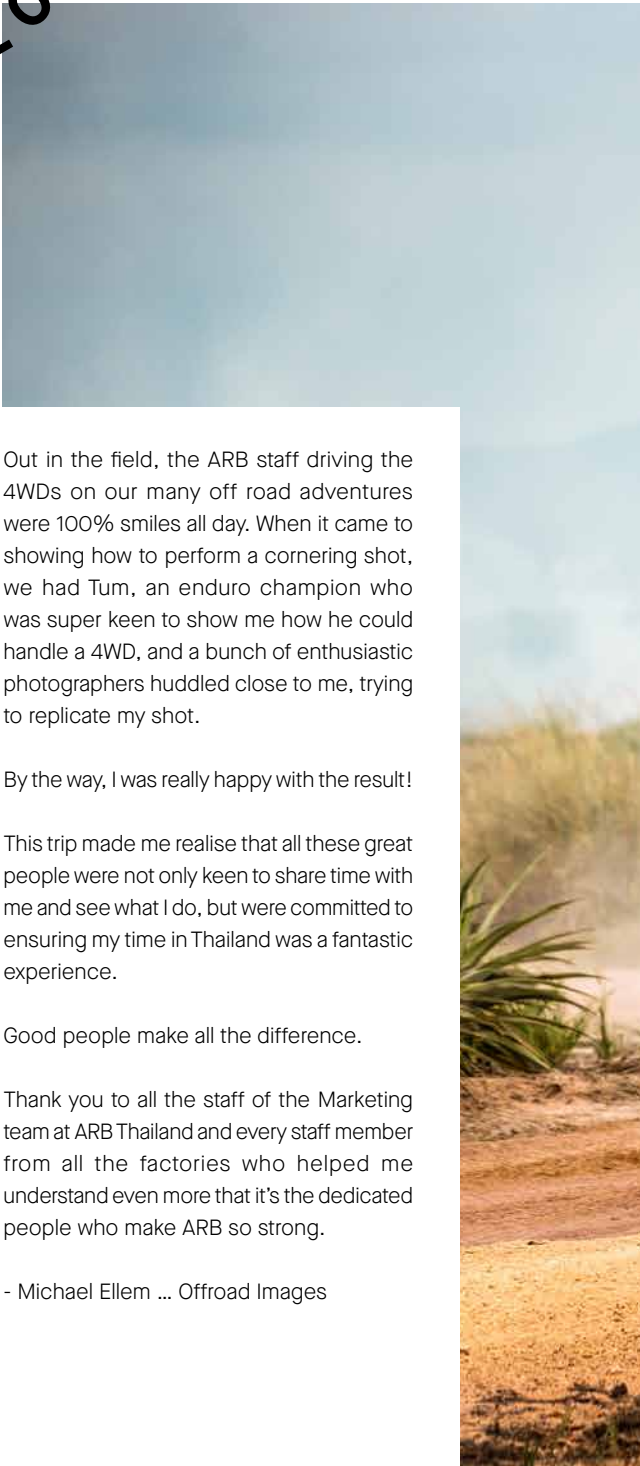 Out in the field, the ARB staff driving the
4WDs on our many off road adventures
were 100% smiles all day. When it came to
showing how to perform a cornering shot,
we had Tum, an enduro champion who
was super keen to show me how he could
handle a 4WD, and a bunch of enthusiastic
photographers huddled close to me, trying
to replicate my shot.
By the way, I was really happy with the result!
This trip made me realise that all these great
people were not only keen to share time with
me and see what I do, but were committed to
ensuring my time in Thailand was a fantastic
experience.
Good people make all the difference.
Thank you to all the staff of the Marketing
team at ARB Thailand and every staff member
from all the factories who helped me
understand even more that it's the dedicated
people who make ARB so strong.
- Michael Ellem ... Offroad Images